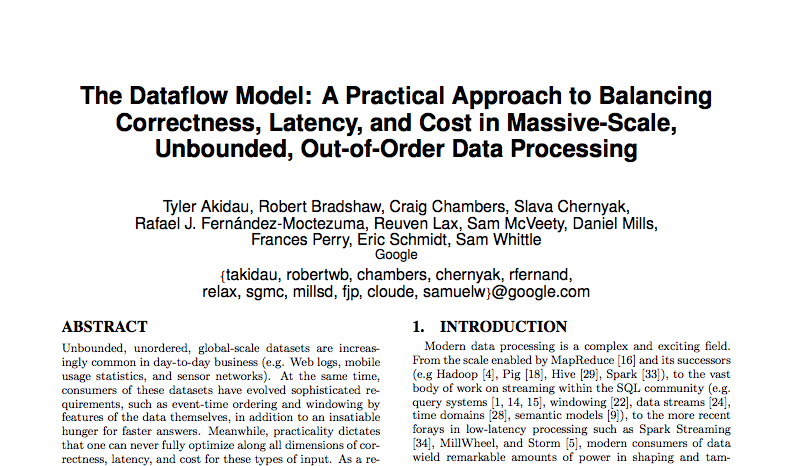 The Dataflow Model: A Practical Approach to Balancing
Correctness, Latency, and Cost in Massive-Scale,
Unbounded, Out-of-Order Data Processing
Tyler Akidau, Robert Bradshaw, Craig Chambers, Slava Chernyak,
Rafael J. Fernández-Moctezuma, Reuven Lax, Sam McVeety, Daniel Mills,
Frances Perry, Eric Schmidt, Sam Whittle
Google
{takidau, robertwb, chambers, chernyak, rfernand,
relax, sgmc, millsd, fjp, cloude, samuelw}@google.com
ABSTRACT
Unbounded, unordered, global-scale datasets are increas-
ingly common in day-to-day business (e.g. Web logs, mobile
usage statistics, and sensor networks). At the same time,
consumers of these datasets have evolved sophisticated re-
quirements, such as event-time ordering and windowing by
features of the data themselves, in addition to an insatiable
hunger for faster answers. Meanwhile, practicality dictates
that one can never fully optimize along all dimensions of cor-
rectness, latency, and cost for these types of input. As a re-
1. INTRODUCTION
Modern data processing is a complex and exciting field.
From the scale enabled by MapReduce [16] and its successors
(e.g Hadoop [4], Pig [18], Hive [29], Spark [33]), to the vast
body of work on streaming within the SQL community (e.g.
query systems [1, 14, 15], windowing [22], data streams [24],
time domains [28], semantic models [9]), to the more recent
forays in low-latency processing such as Spark Streaming
[34], MillWheel, and Storm [5], modern consumers of data
wield remarkable amounts of power in shaping and tam-